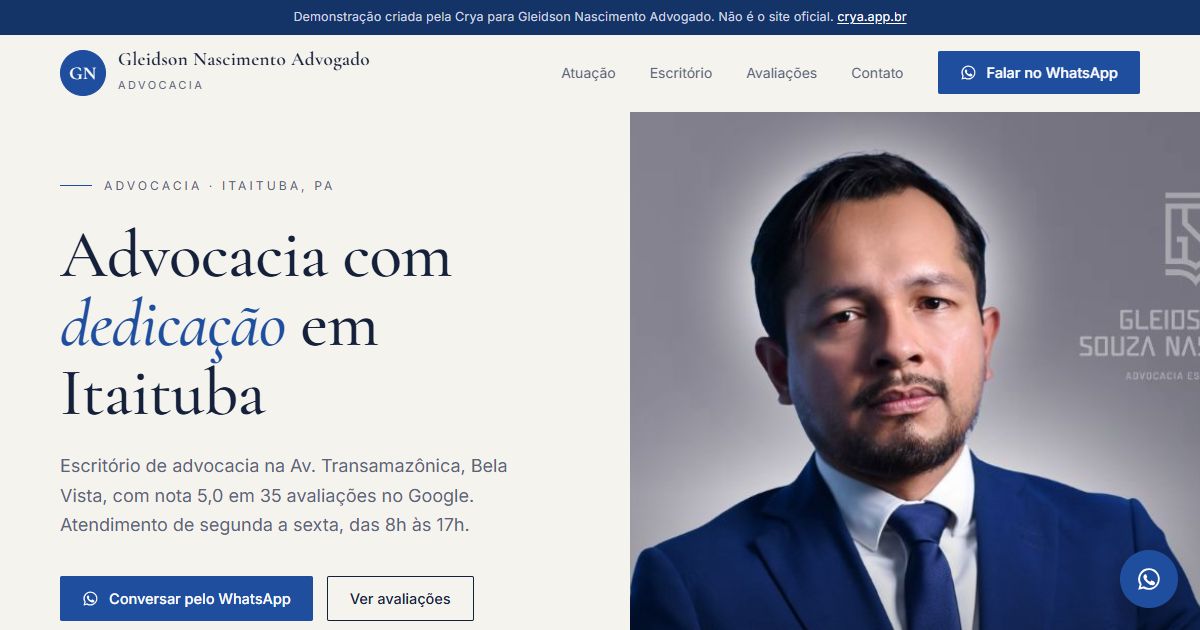 Demonstração criada pela Crya para Gleidson Nascimento Advogado. Não é o site oficial. crya.app.br
GN
Gleidson Nascimento Advogado
ADVOCACIA
Atuação
Escritório
Avaliações
Contato
Falar no WhatsApp
ADVOCACIA · ITAITUBA, PA
Advocacia com
dedicação em
Itaituba
Escritório de advocacia na Av. Transamazônica, Bela
Vista, com nota 5,0 em 35 avaliações no Google.
Atendimento de segunda a sexta, das 8h às 17h.
Conversar pelo WhatsApp
Ver avaliações
SOUZA
ADVOCACIA